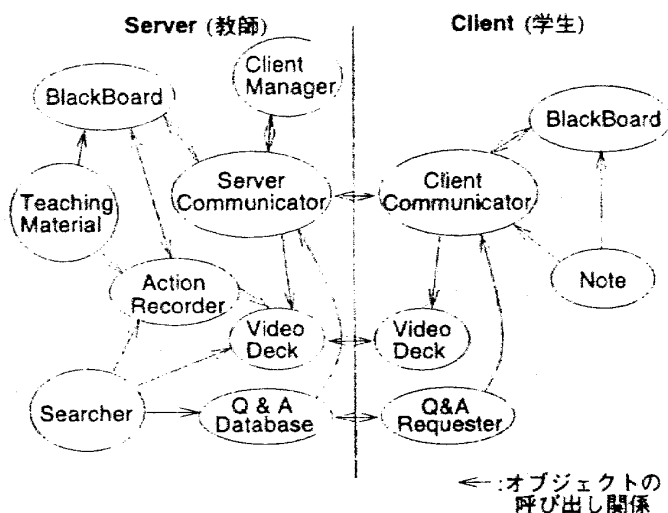 Server (教師)
Client (学生)
Client
Manager
BlackBoard
BlackBoard
Server
Communicator
Client
Communicator
Teaching
Material
Action
Recorder
Note
Video
Deck
Video
Deck
Searcher
Q & A
Database
Q&A
Requester
:オブジェクトの
呼び出し関係